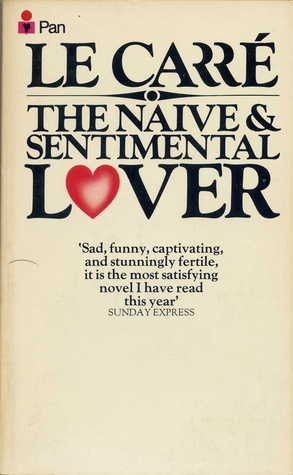 Pan
LE CARRÉ
THE NAIVE &
SENTIMENTAL
LOVER
'Sad, funny, captivating,
and stunningly fertile,
it is the most satisfying
novel I have read
this year'
SUNDAY EXPRESS